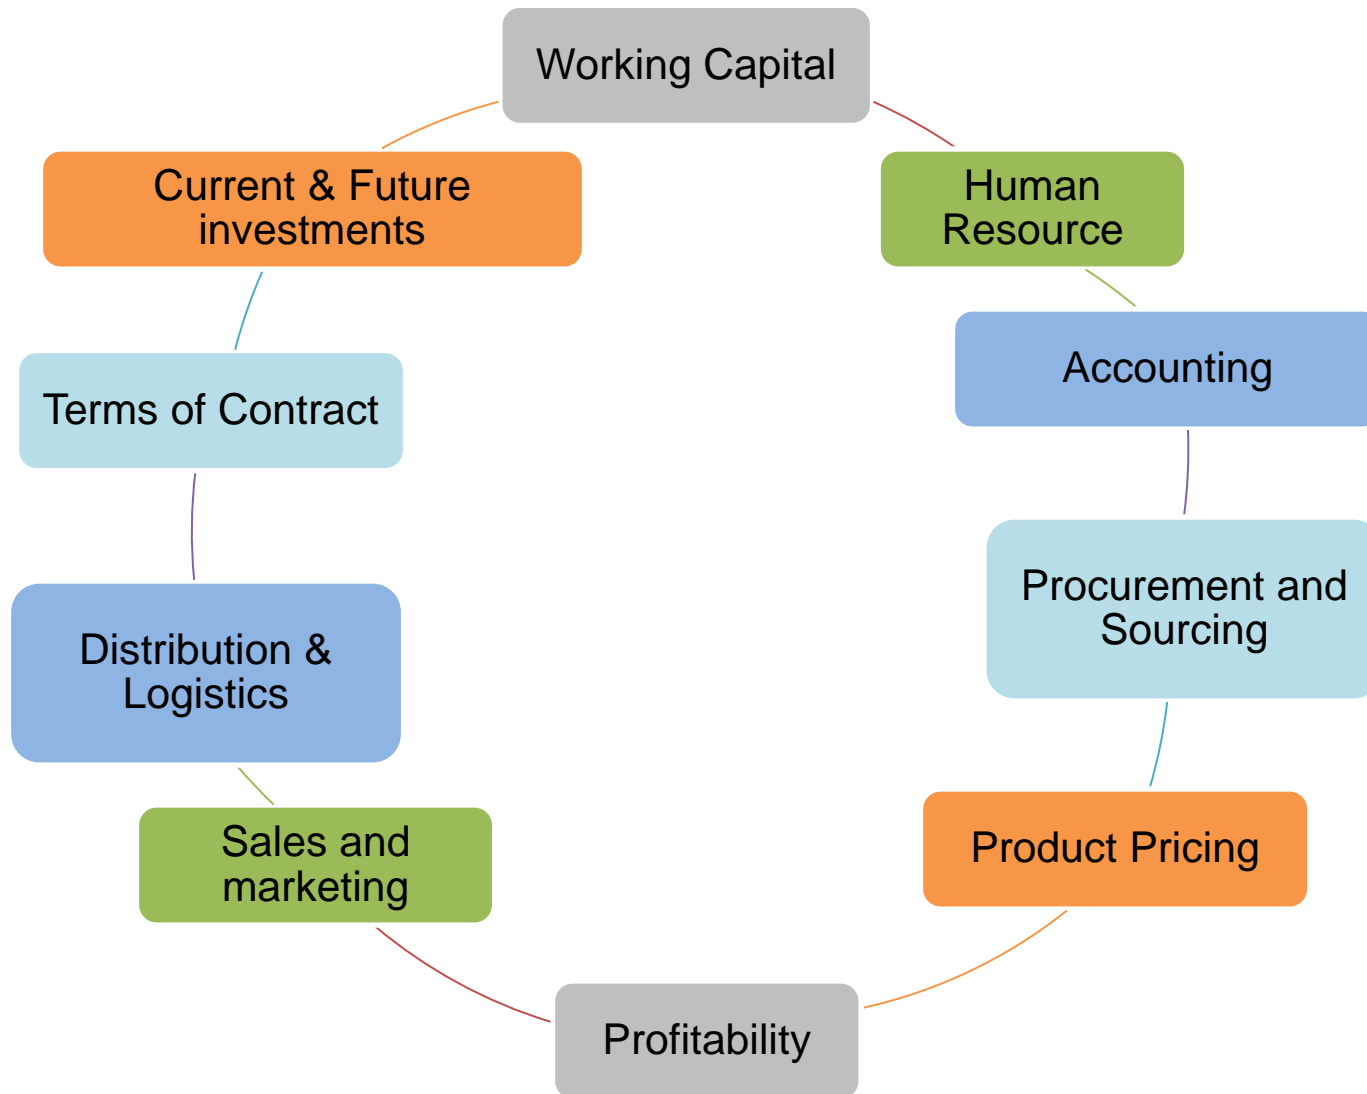 Working Capital
Current & Future
investments
Human
Resource
Accounting
Terms of Contract
Procurement and
Sourcing
Distribution &
Logistics
Sales and
marketing
Product Pricing
Profitability